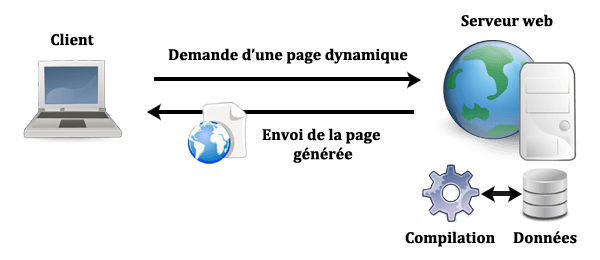 Client
Serveur web
Demande d’une page dynamique
Envoi de la page
générée
Compilation
Données